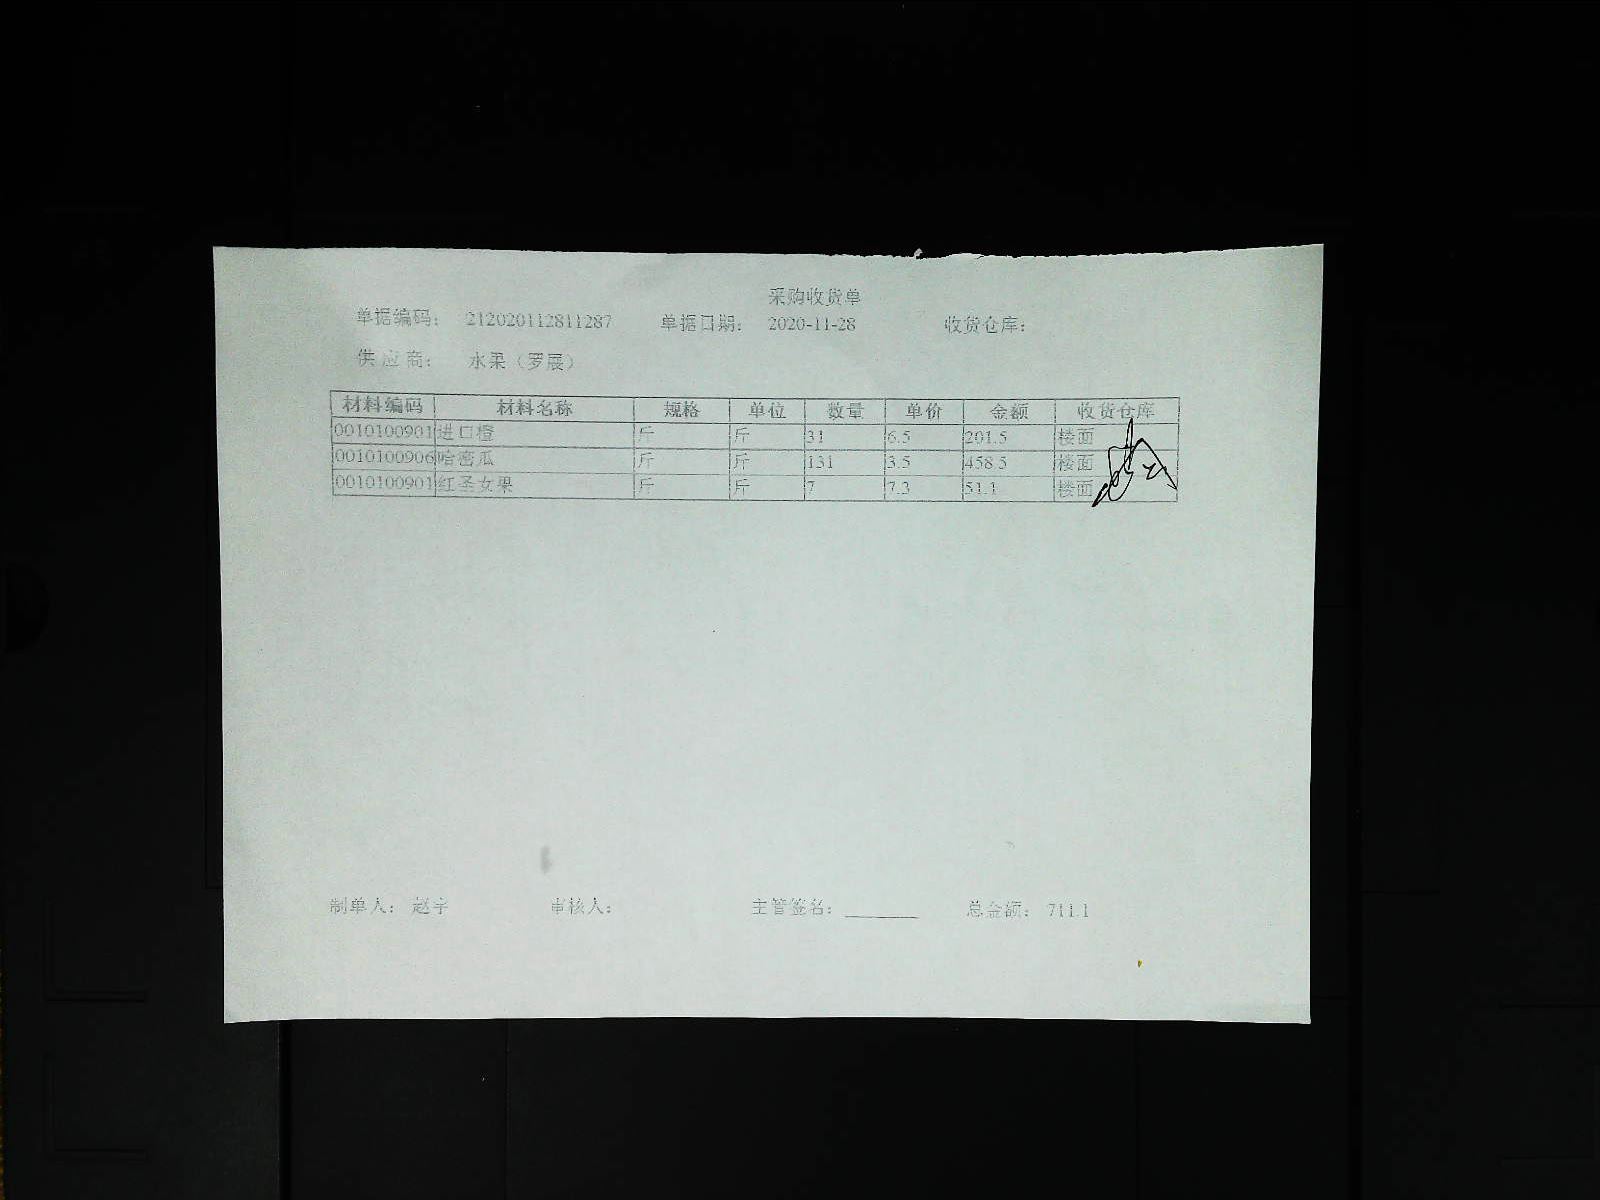 采购收货单
单据编码： 212020112811287 单据日期： 2020-11-28 收货仓库：
供 应 商： 水果（罗展）
材料编码 材料名称 规格 单位 数量 单价 金额 收货仓库
0010100901 进口橙 斤 斤 31 6.5 201.5 楼面
0010100906 哈密瓜 斤 斤 131 3.5 458.5 楼面
0010100901 红圣女果 斤 斤 7 7.3 51.1 楼面
制单人： 赵宇 审核人： 主管签名： 总金额： 711.1